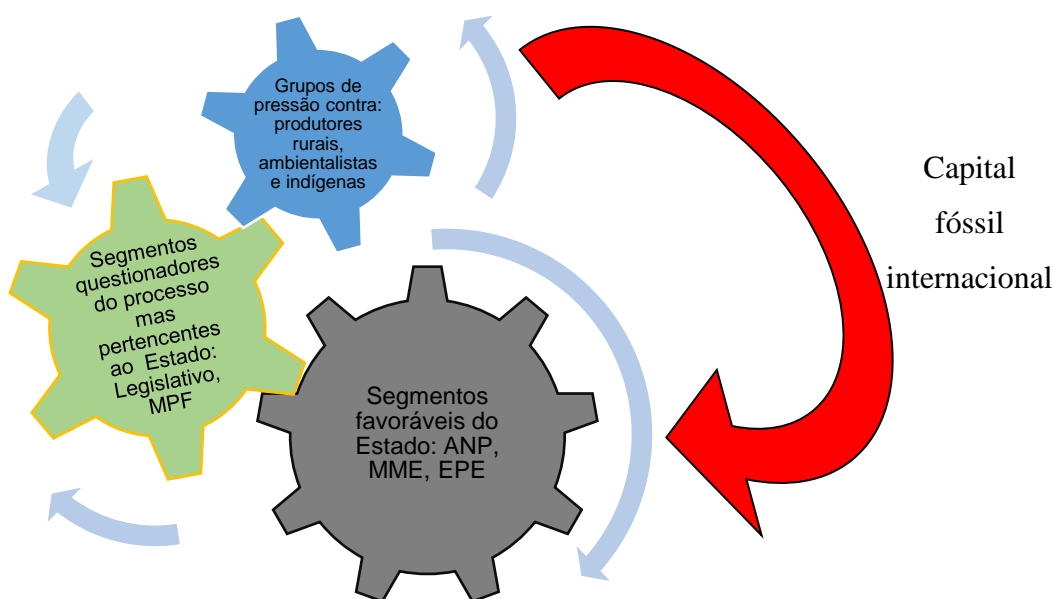 Grupos de
pressão contra:
produtores
rurais,
ambientalistas
e indígenas
Segmentos
questionadores
do processo
mas
pertencentes
ao Estado:
Legislativo,
MPF
Segmentos
favoráveis do
Estado: ANP,
MME, EPE
Capital
fóssil
internacional